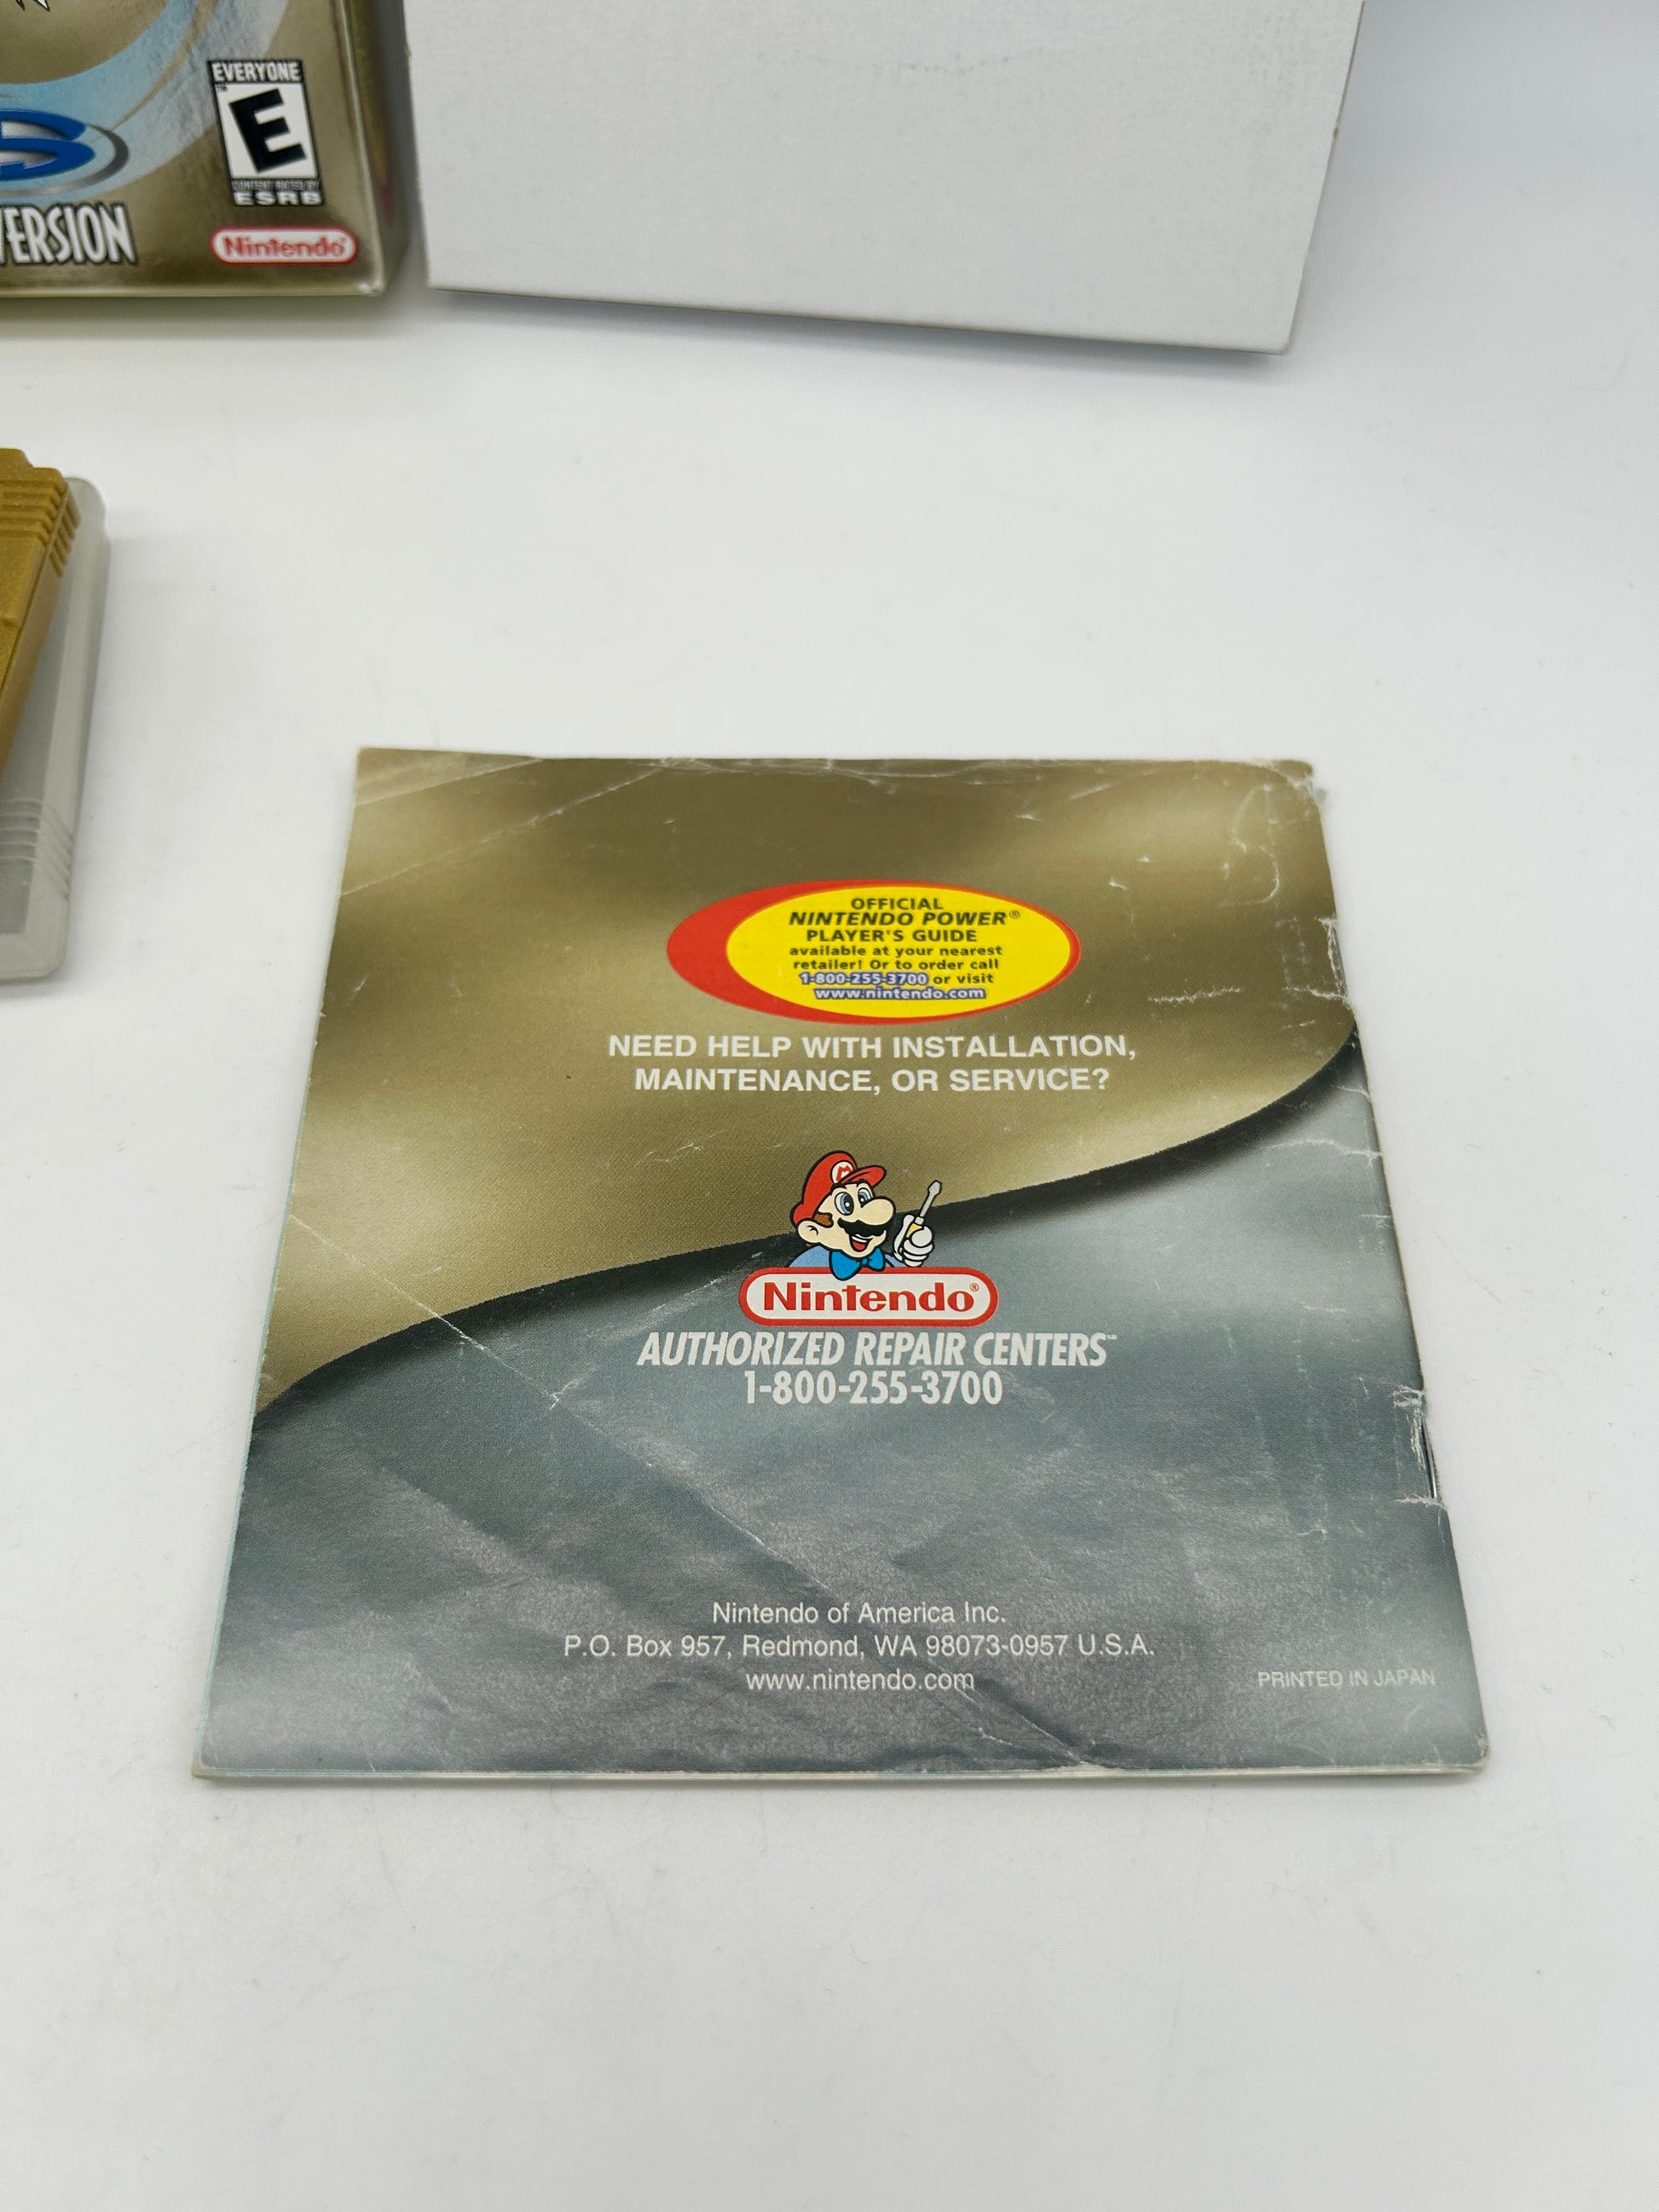 EVERYONE
E
CONTENT RATED BY
ESRB
VERSION
Nintendo
OFFICIAL
NINTENDO POWER®
PLAYER'S GUIDE
available at your nearest
retailer! Or to order call
1-800-255-3700 or visit
www.nintendo.com
NEED HELP WITH INSTALLATION,
MAINTENANCE, OR SERVICE?
M
Nintendo®
AUTHORIZED REPAIR CENTERS™
1-800-255-3700
Nintendo of America Inc.
P.O. Box 957, Redmond, WA 98073-0957 U.S.A.
www.nintendo.com
PRINTED IN JAPAN